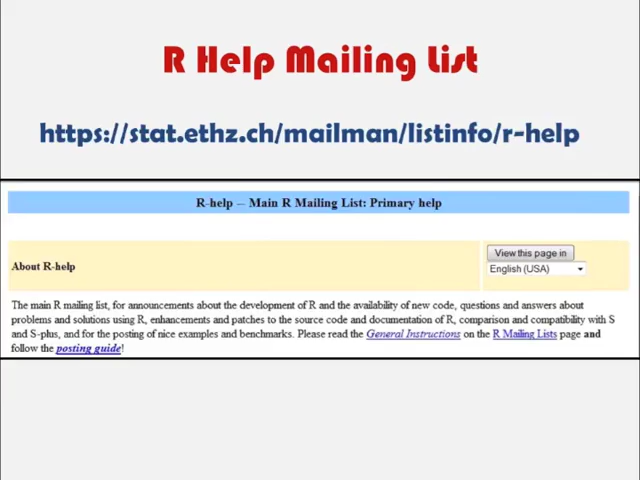 R Help Mailing List
https://stat.ethz.ch/mailman/listinfo/r-help
R-help -- Main R Mailing List: Primary help
About R-help
View this page in
English (USA)
The main R mailing list, for announcements about the development of R and the availability of new code, questions and answers about
problems and solutions using R, enhancements and patches to the source code and documentation of R, comparison and compatibility with S
and S-plus, and for the posting of nice examples and benchmarks. Please read the General Instructions on the R Mailing Lists page and
follow the posting guide!